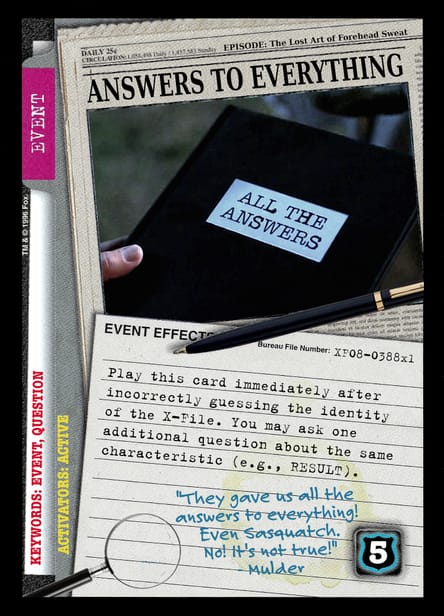 DAILY 25¢
CIRCULATION: 1,058,498 Daily / 1,457,583 Sunday
EPISODE: The Lost Art of Forehead Sweat
ANSWERS TO EVERYTHING
EVENT
ALL THE
ANSWERS
TM & © 1996 Fox
EVENT EFFECTS
Bureau File Number: XF08-0388x1
Play this card immediately after
incorrectly guessing the identity
of the X-File. You may ask one
additional question about the same
characteristic (e.g., RESULT).
"They gave us all the
answers to everything!
Even Sasquatch.
No! It's not true!"
Mulder
5
KEYWORDS: EVENT, QUESTION
ACTIVATORS: ACTIVE